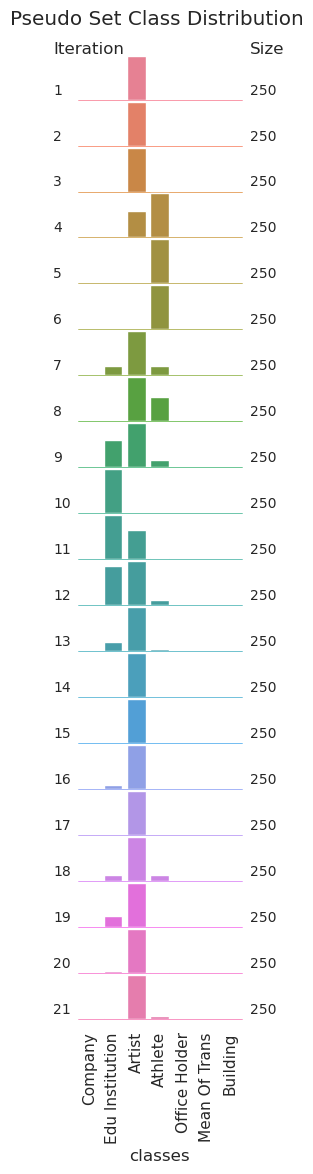 Pseudo Set Class Distribution
Iteration Size
1 250
2 250
3 250
4 250
5 250
6 250
7 250
8 250
9 250
10 250
11 250
12 250
13 250
14 250
15 250
16 250
17 250
18 250
19 250
20 250
21 250
Company
Edu Institution
Artist
Athlete
Office Holder
Mean Of Trans
Building
classes